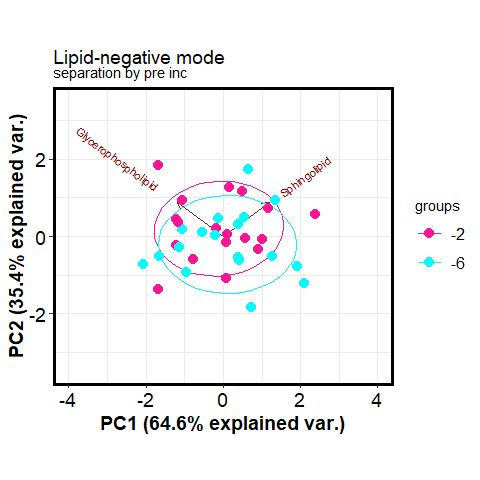 Lipid-negative mode
separation by pre inc
Glycerophospholipid
Sphingolipid
PC2 (35.4% explained var.)
2
0
-2
-4
-2
0
2
4
PC1 (64.6% explained var.)
groups
-2
-6